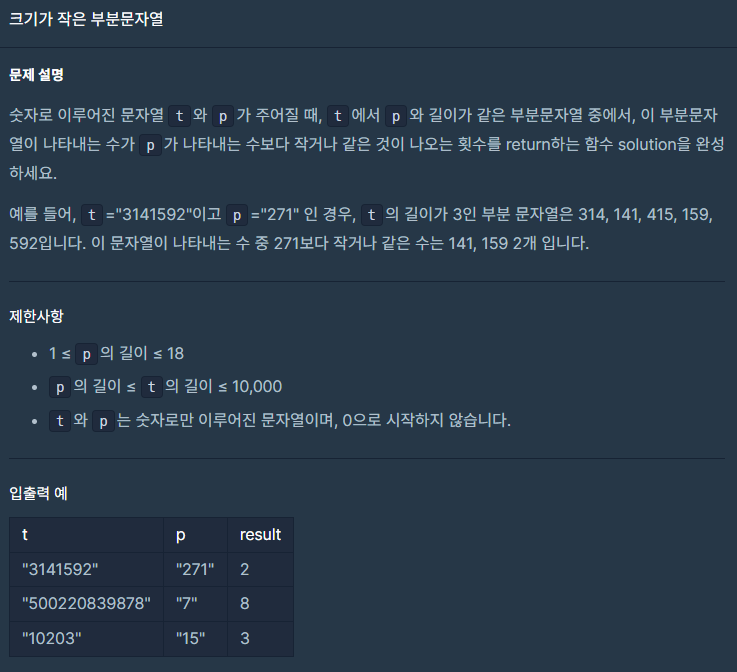 크기가 작은 부분문자열
문제 설명
숫자로 이루어진 문자열 t 와 p 가 주어질 때, t 에서 p 와 길이가 같은 부분문자열 중에서, 이 부분문자
열이 나타내는 수가 p 가 나타내는 수보다 작거나 같은 것이 나오는 횟수를 return하는 함수 solution을 완성
하세요.
예를 들어, t ="3141592"이고 p ="271" 인 경우, t 의 길이가 3인 부분 문자열은 314, 141, 415, 159,
592입니다. 이 문자열이 나타내는 수 중 271보다 작거나 같은 수는 141, 159 2개 입니다.
제한사항
• 1 ≤ p 의 길이 ≤ 18
• p 의 길이 ≤ t 의 길이 ≤ 10,000
• t 와 p 는 숫자로만 이루어진 문자열이며, 0으로 시작하지 않습니다.
입출력 예
t p result
"3141592" "271" 2
"500220839878" "7" 8
"10203" "15" 3